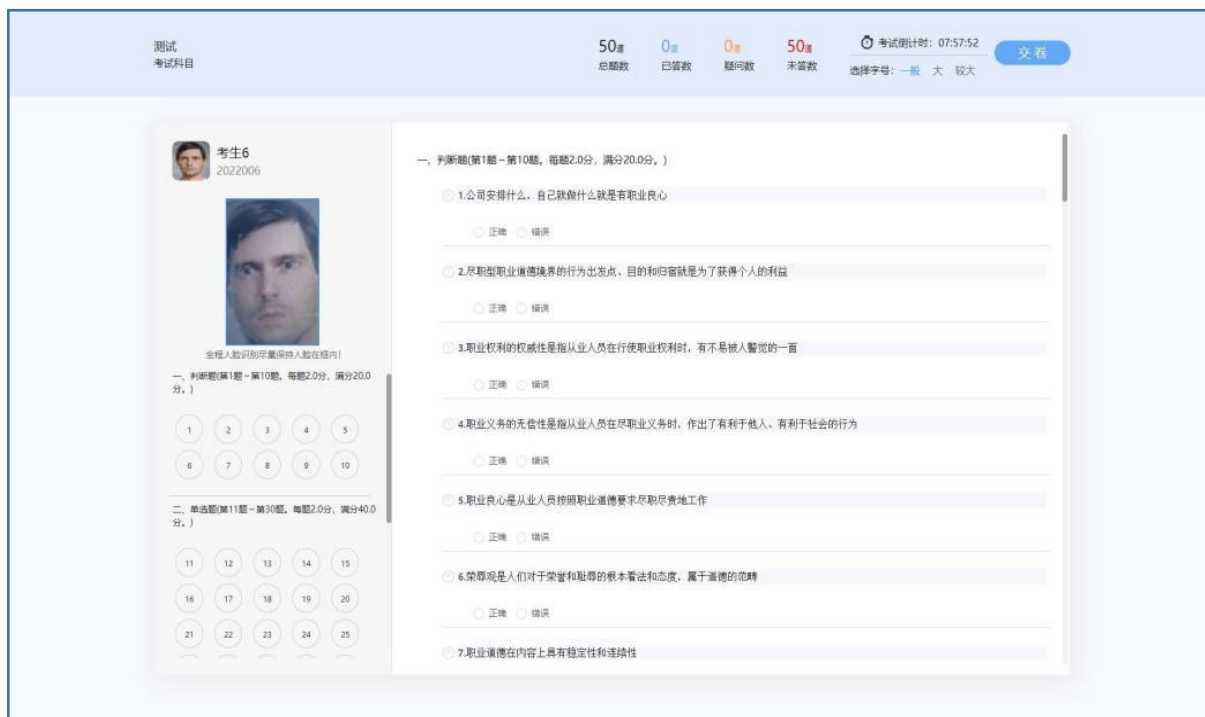 测试
考试科目
50道
总题数
0道
已答数
0道
疑问数
50道
未答数
考试倒计时：07:57:52
选择字号：一般 大 较大
交卷
考生6
2022006
全程人脸识别尽量保持人脸在框内！
一、判断题(第1题~第10题。每题2.0分，满分20.0
分。)
1 2 3 4 5
6 7 8 9 10
二、单选题(第11题~第30题。每题2.0分，满分40.0
分。)
11 12 13 14 15
16 17 18 19 20
21 22 23 24 25
一、判断题(第1题~第10题。每题2.0分，满分20.0分。)
1.公司安排什么，自己就做什么就是有职业良心
正确 错误
2.尽职型职业道德境界的行为出发点、目的和归宿就是为了获得个人的利益
正确 错误
3.职业权利的权威性是指从业人员在行使职业权利时，有不易被人警觉的一面
正确 错误
4.职业义务的无偿性是指从业人员在尽职业义务时，作出了有利于他人、有利于社会的行为
正确 错误
5.职业良心是从业人员按照职业道德要求尽职尽责地工作
正确 错误
6.荣辱观是人们对于荣誉和耻辱的根本看法和态度，属于道德的范畴
正确 错误
7.职业道德在内容上具有稳定性和连续性